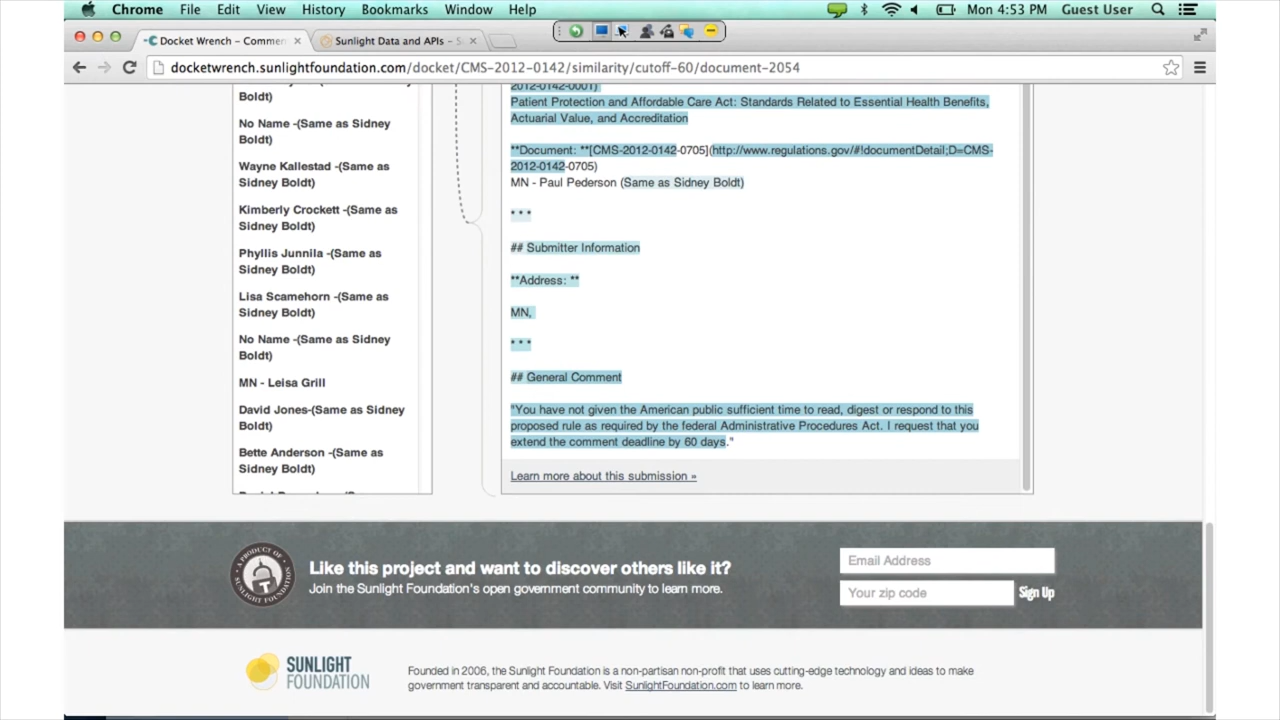 Chrome File Edit View History Bookmarks Window Help Mon 4:53 PM Guest User
Docket Wrench – Commen
Sunlight Data and APIs – S
docketwrench.sunlightfoundation.com/docket/CMS-2012-0142/similarity/cutoff-60/document-2054
Boldt)
No Name -(Same as Sidney
Boldt)
Wayne Kallestad -(Same as
Sidney Boldt)
Kimberly Crockett -(Same as
Sidney Boldt)
Phyllis Junnila -(Same as
Sidney Boldt)
Lisa Scamehorn -(Same as
Sidney Boldt)
No Name -(Same as Sidney
Boldt)
MN - Leisa Grill
David Jones-(Same as Sidney
Boldt)
Bette Anderson -(Same as
Sidney Boldt)
2012-0142-0001)
Patient Protection and Affordable Care Act: Standards Related to Essential Health Benefits,
Actuarial Value, and Accreditation
**Document: **[CMS-2012-0142-0705](http://www.regulations.gov/#!documentDetail;D=CMS-
2012-0142-0705)
MN - Paul Pederson (Same as Sidney Boldt)
* * *
## Submitter Information
**Address: **
MN,
* * *
## General Comment
"You have not given the American public sufficient time to read, digest or respond to this
proposed rule as required by the federal Administrative Procedures Act. I request that you
extend the comment deadline by 60 days."
Learn more about this submission »
A PRODUCT OF
SUNLIGHT FOUNDATION
Like this project and want to discover others like it?
Join the Sunlight Foundation's open government community to learn more.
Email Address
Your zip code
Sign Up
SUNLIGHT
FOUNDATION
Founded in 2006, the Sunlight Foundation is a non-partisan non-profit that uses cutting-edge technology and ideas to make
government transparent and accountable. Visit SunlightFoundation.com to learn more.